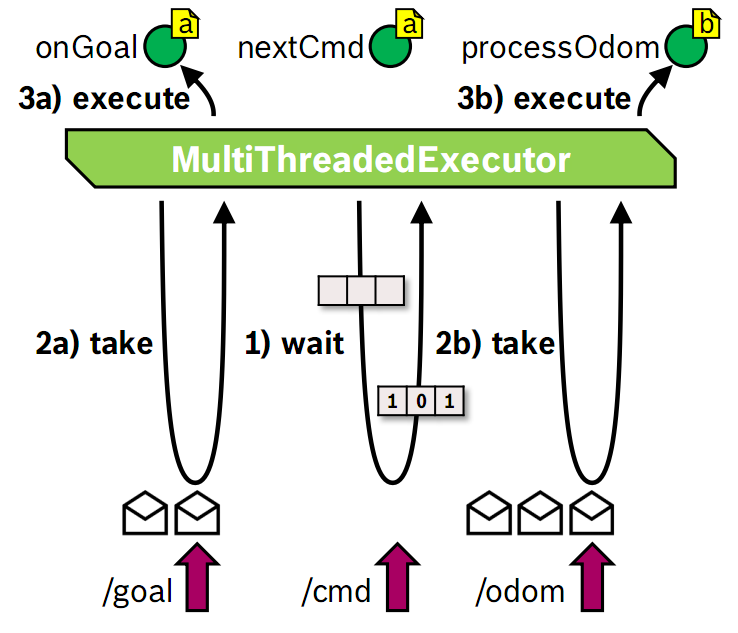 onGoal a nextCmd a processOdom b
3a) execute 3b) execute
MultiThreadedExecutor
2a) take 1) wait 2b) take
1 0 1
/goal /cmd /odom